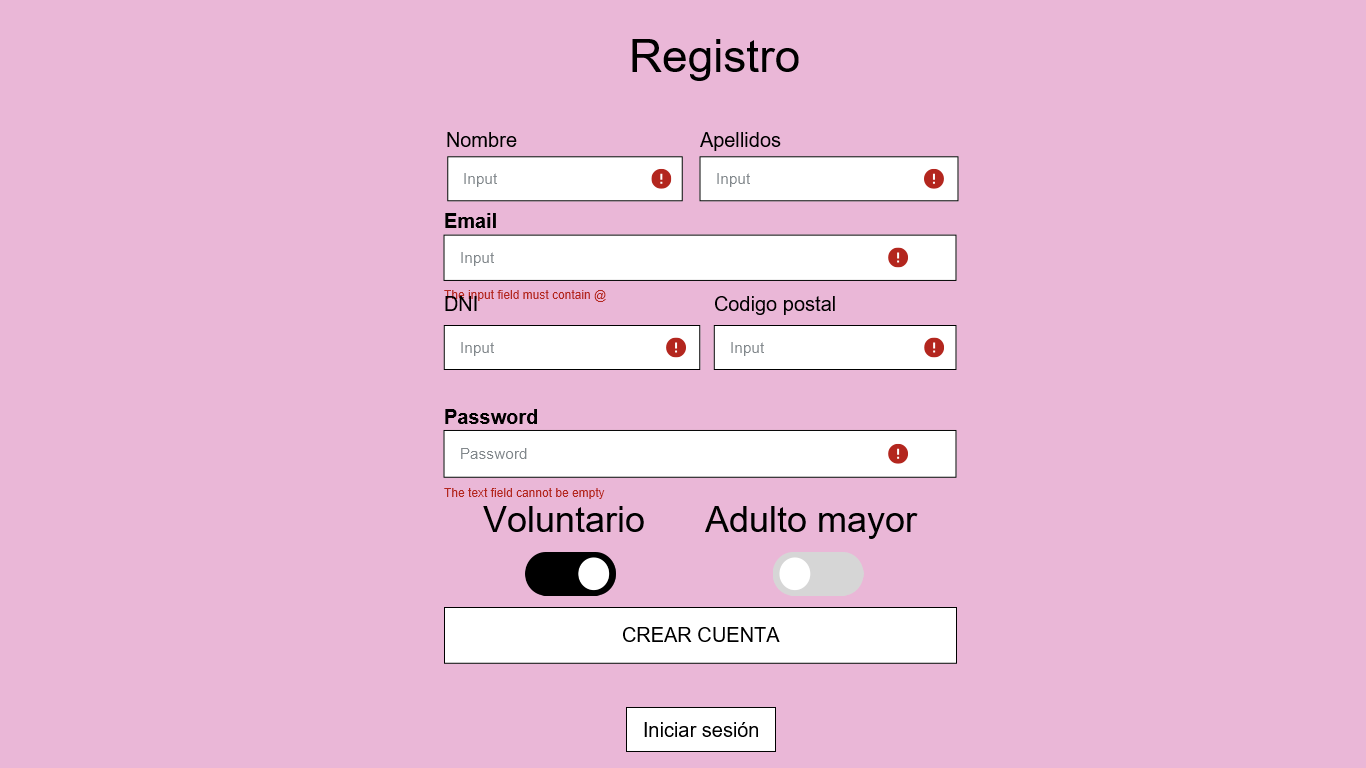 Registro
Nombre Apellidos
Input Input
Email
Input
The input field must contain @
DNI Codigo postal
Input Input
Password
Password
The text field cannot be empty
Voluntario Adulto mayor
CREAR CUENTA
Iniciar sesión